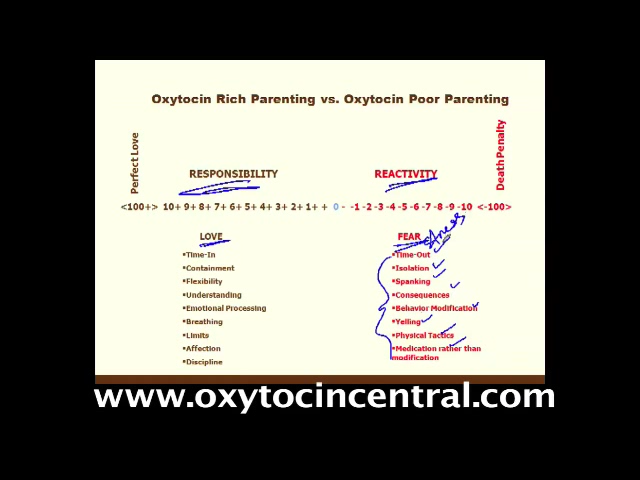 Oxytocin Rich Parenting vs. Oxytocin Poor Parenting
Perfect Love
Death Penalty
RESPONSIBILITY
REACTIVITY
<100+> 10+ 9+ 8+ 7+ 6+ 5+ 4+ 3+ 2+ 1+ + 0 - -1 -2 -3 -4 -5 -6 -7 -8 -9 -10 <-100>
stress
LOVE
FEAR
▪Time-In
▪Time-Out
▪Containment
▪Isolation
▪Flexibility
▪Spanking
▪Understanding
▪Consequences
▪Emotional Processing
▪Behavior Modification
▪Breathing
▪Yelling
▪Limits
▪Physical Tactics
▪Affection
▪Medication rather than
modification
▪Discipline
www.oxytocincentral.com